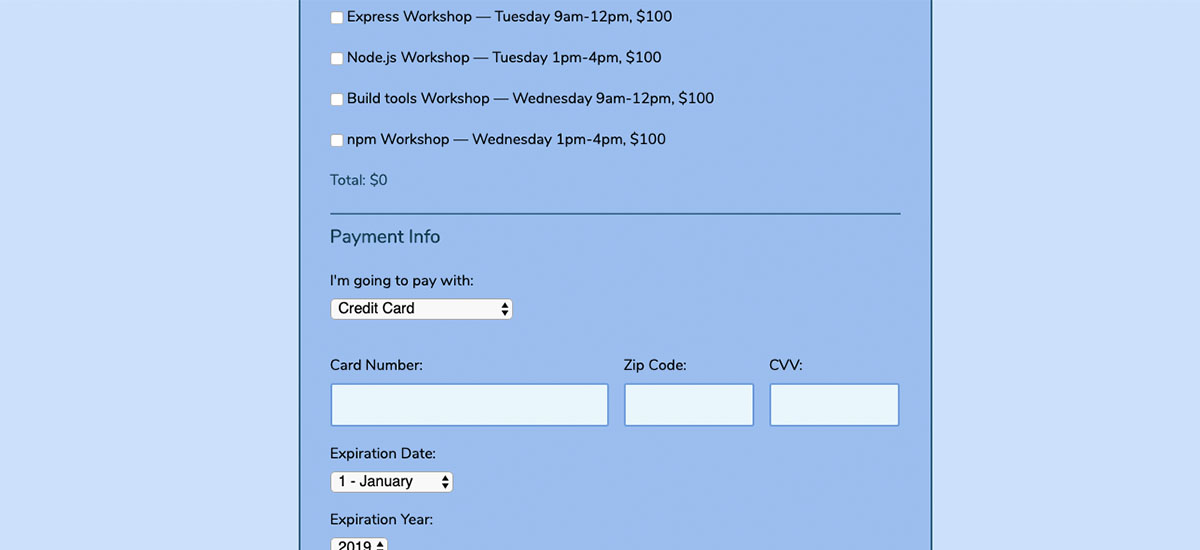 Express Workshop — Tuesday 9am-12pm, $100
Node.js Workshop — Tuesday 1pm-4pm, $100
Build tools Workshop — Wednesday 9am-12pm, $100
npm Workshop — Wednesday 1pm-4pm, $100
Total: $0
Payment Info
I'm going to pay with:
Credit Card
Card Number: Zip Code: CVV:
Expiration Date:
1 - January
Expiration Year:
2019